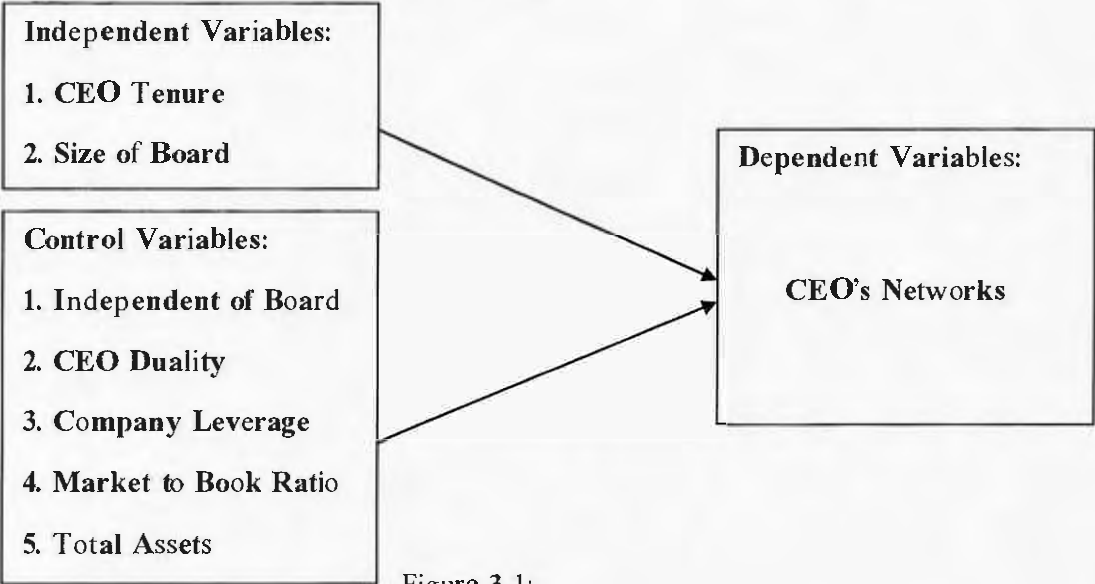 Independent Variables:
1. CEO Tenure
2. Size of Board
Control Variables:
1. Independent of Board
2. CEO Duality
3. Company Leverage
4. Market to Book Ratio
5. Total Assets
Dependent Variables:
CEO's Networks
Figure 3.1: